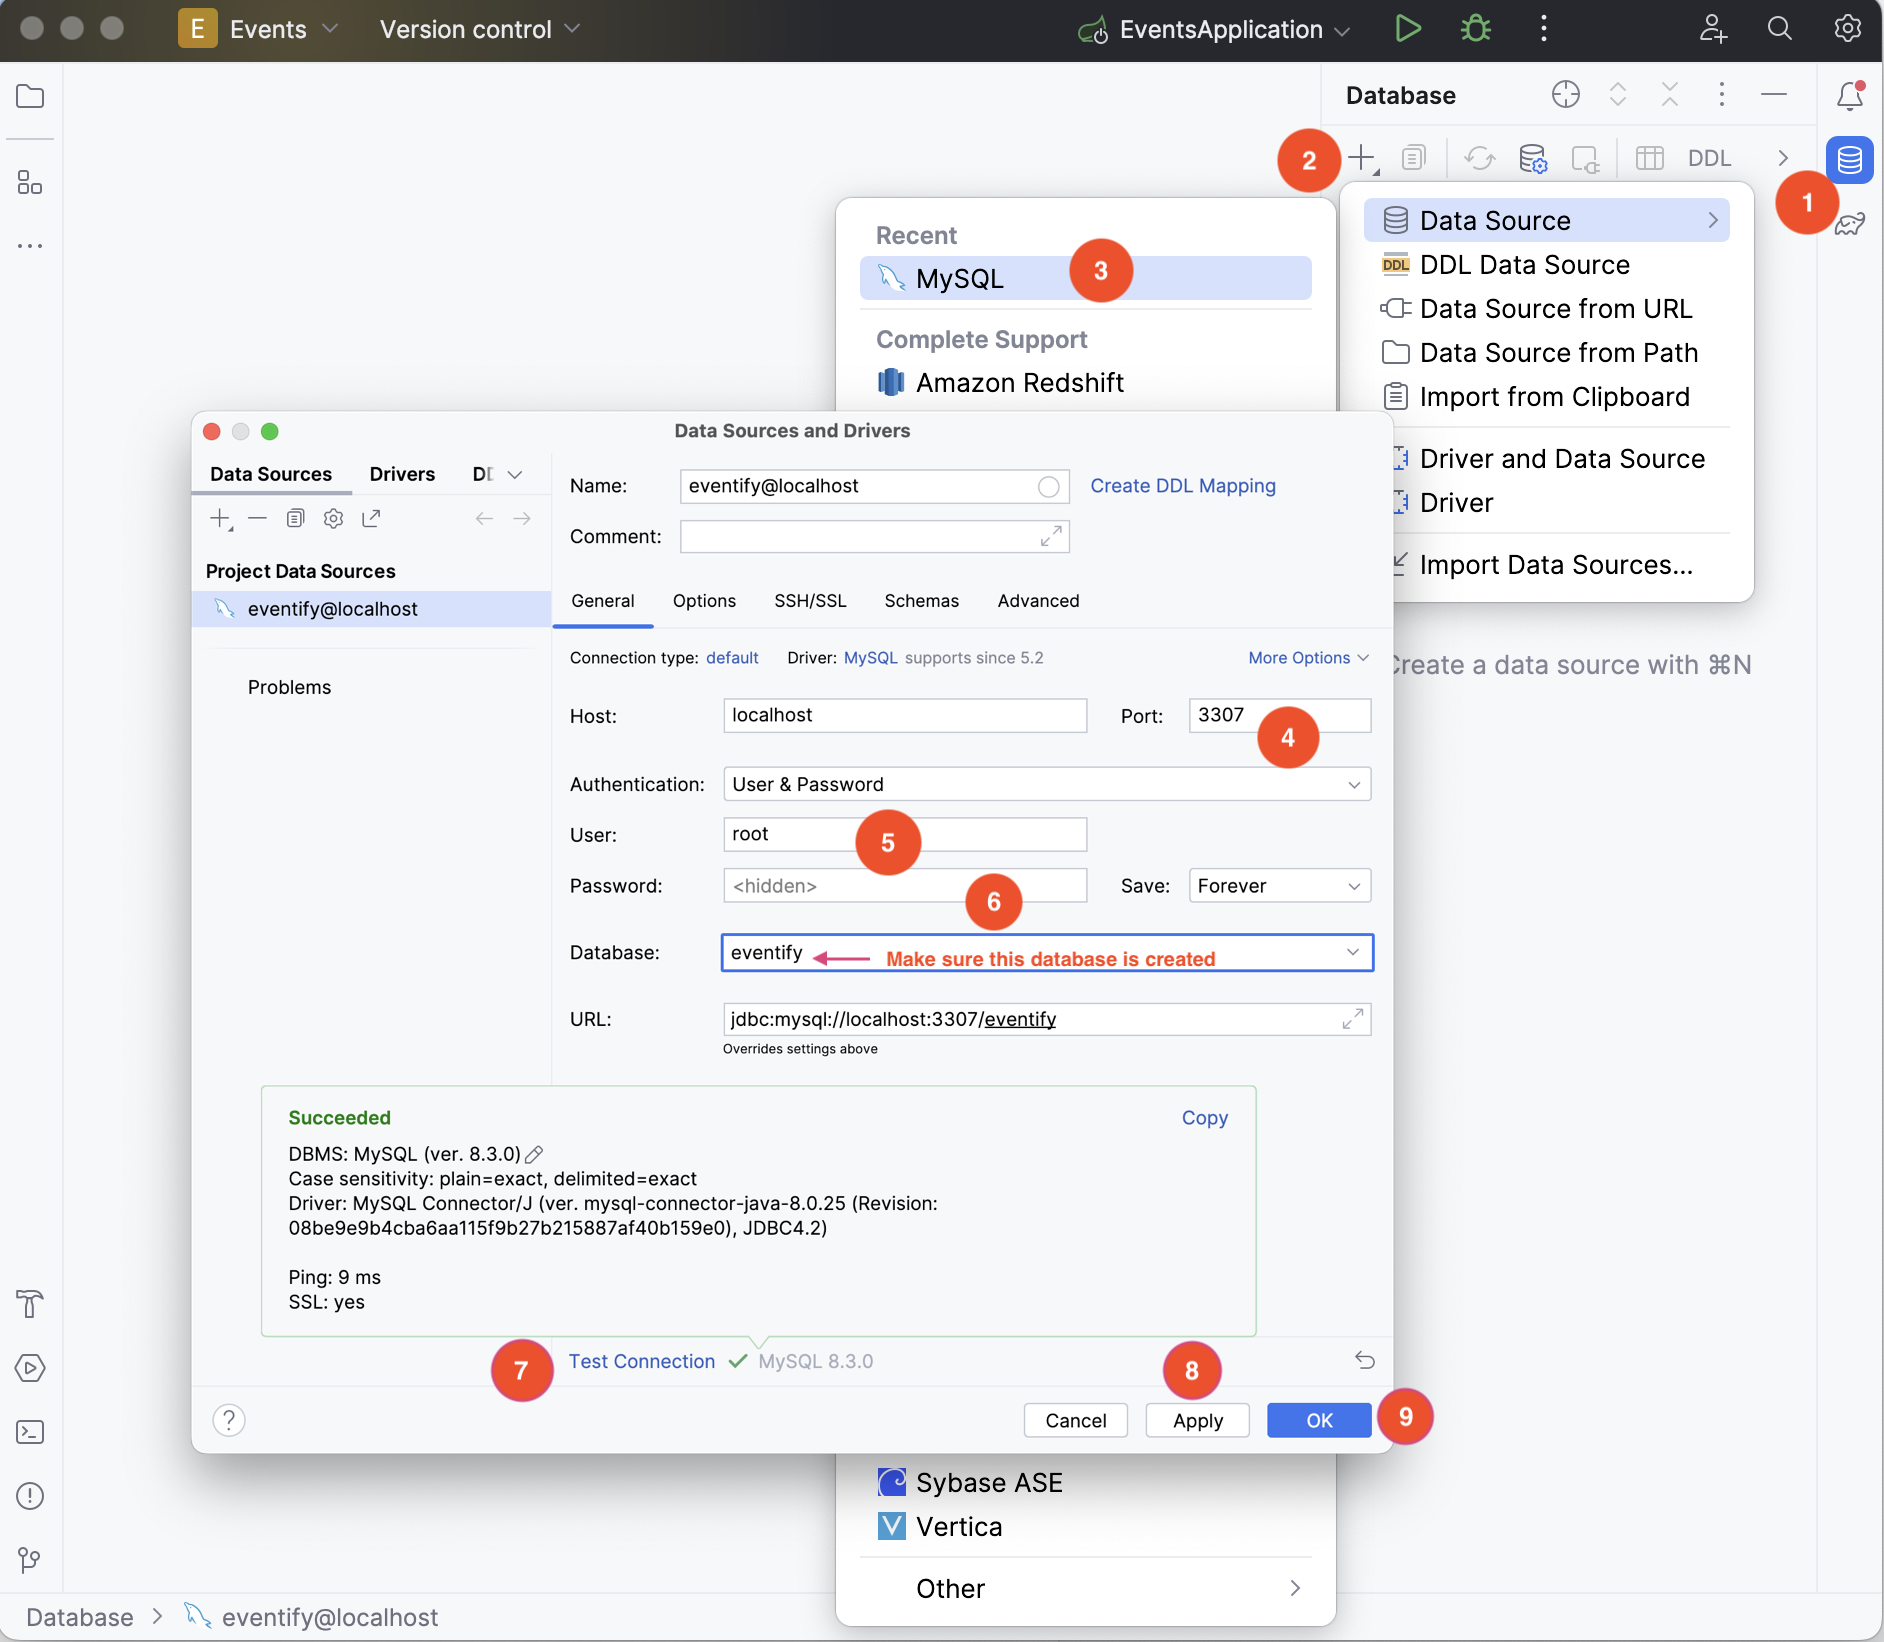 E Events Version control EventsApplication
Database
2 DDL
1
Recent
MySQL 3
Complete Support
Amazon Redshift
Data Source
DDL DDL Data Source
Data Source from URL
Data Source from Path
Import from Clipboard
Driver and Data Source
Driver
Import Data Sources...
Create a data source with ⌘N
Data Sources and Drivers
Data Sources Drivers DD
Project Data Sources
eventify@localhost
Problems
Name: eventify@localhost Create DDL Mapping
Comment:
General Options SSH/SSL Schemas Advanced
Connection type: default Driver: MySQL supports since 5.2 More Options
Host: localhost Port: 3307
4
Authentication: User & Password
User: root 5
Password: <hidden> 6 Save: Forever
Database: eventify Make sure this database is created
URL: jdbc:mysql://localhost:3307/eventify
Overrides settings above
Succeeded Copy
DBMS: MySQL (ver. 8.3.0)
Case sensitivity: plain=exact, delimited=exact
Driver: MySQL Connector/J (ver. mysql-connector-java-8.0.25 (Revision:
08be9e9b4cba6aa115f9b27b215887af40b159e0), JDBC4.2)
Ping: 9 ms
SSL: yes
7 Test Connection MySQL 8.3.0 8
? Cancel Apply OK 9
Sybase ASE
V Vertica
Other
Database > eventify@localhost